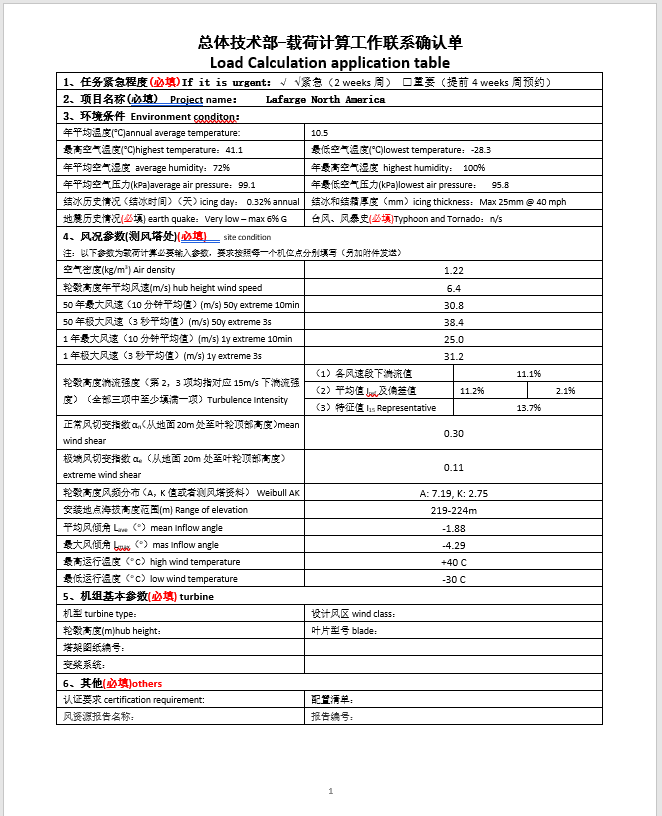 总体技术部-载荷计算工作联系确认单
Load Calculation application table
1、任务紧急程度(必填)If it is urgent: √ √紧急（2 weeks 周） □重要（提前 4 weeks 周预约）
2、项目名称(必填) Project name: Lafarge North America
3、环境条件 Environment conditon:
年平均温度(℃)annual average temperature: 10.5
最高空气温度(℃)highest temperature: 41.1 最低空气温度(℃)lowest temperature: -28.3
年平均空气湿度 average humidity: 72% 年最高空气湿度 highest humidity: 100%
年平均空气压力(kPa)average air pressure: 99.1 年最低空气压力(kPa)lowest air pressure: 95.8
结冰历史情况（结冰时间）（天）icing day: 0.32% annual 结冰和结霜厚度（mm）icing thickness: Max 25mm @ 40 mph
地震历史情况(必填) earth quake: Very low – max 6% G 台风、风暴史(必填)Typhoon and Tornado: n/s
4、风况参数(测风塔处)(必填) site condition
注：以下参数为载荷计算必要输入参数，要求按照每一个机位点分别填写（另加附件发送）
空气密度(kg/m³) Air density 1.22
轮毂高度年平均风速(m/s) hub height wind speed 6.4
50 年最大风速（10 分钟平均值）(m/s) 50y extreme 10min 30.8
50 年极大风速（3 秒平均值）(m/s) 50y extreme 3s 38.4
1 年最大风速（10 分钟平均值）(m/s) 1y extreme 10min 25.0
1 年极大风速（3 秒平均值）(m/s) 1y extreme 3s 31.2
轮毂高度湍流强度（第 2，3 项均指对应 15m/s 下湍流强
度）（全部三项中至少填满一项）Turbulence Intensity
（1）各风速段下湍流值 11.1%
（2）平均值 及偏差值 11.2% 2.1%
（3）特征值 I₁₅ Representative 13.7%
正常风切变指数 αₙ(从地面 20m 处至叶轮顶部高度)mean
wind shear 0.30
极端风切变指数 αₑ（从地面 20m 处至叶轮顶部高度）
extreme wind shear 0.11
轮毂高度风频分布（A，K 值或者测风塔资料） Weibull AK A: 7.19, K: 2.75
安装地点海拔高度范围(m) Range of elevation 219-224m
平均风倾角 Lave（°）mean Inflow angle -1.88
最大风倾角 （°）mas Inflow angle -4.29
最高运行温度（°C）high wind temperature +40 C
最低运行温度（°C）low wind temperature -30 C
5、机组基本参数(必填) turbine
机型 turbine type: 设计风区 wind class:
轮毂高度(m)hub height: 叶片型号 blade:
塔架图纸编号:
变桨系统:
6、其他(必填)others
认证要求 certification requirement: 配置清单:
风资源报告名称: 报告编号:
1